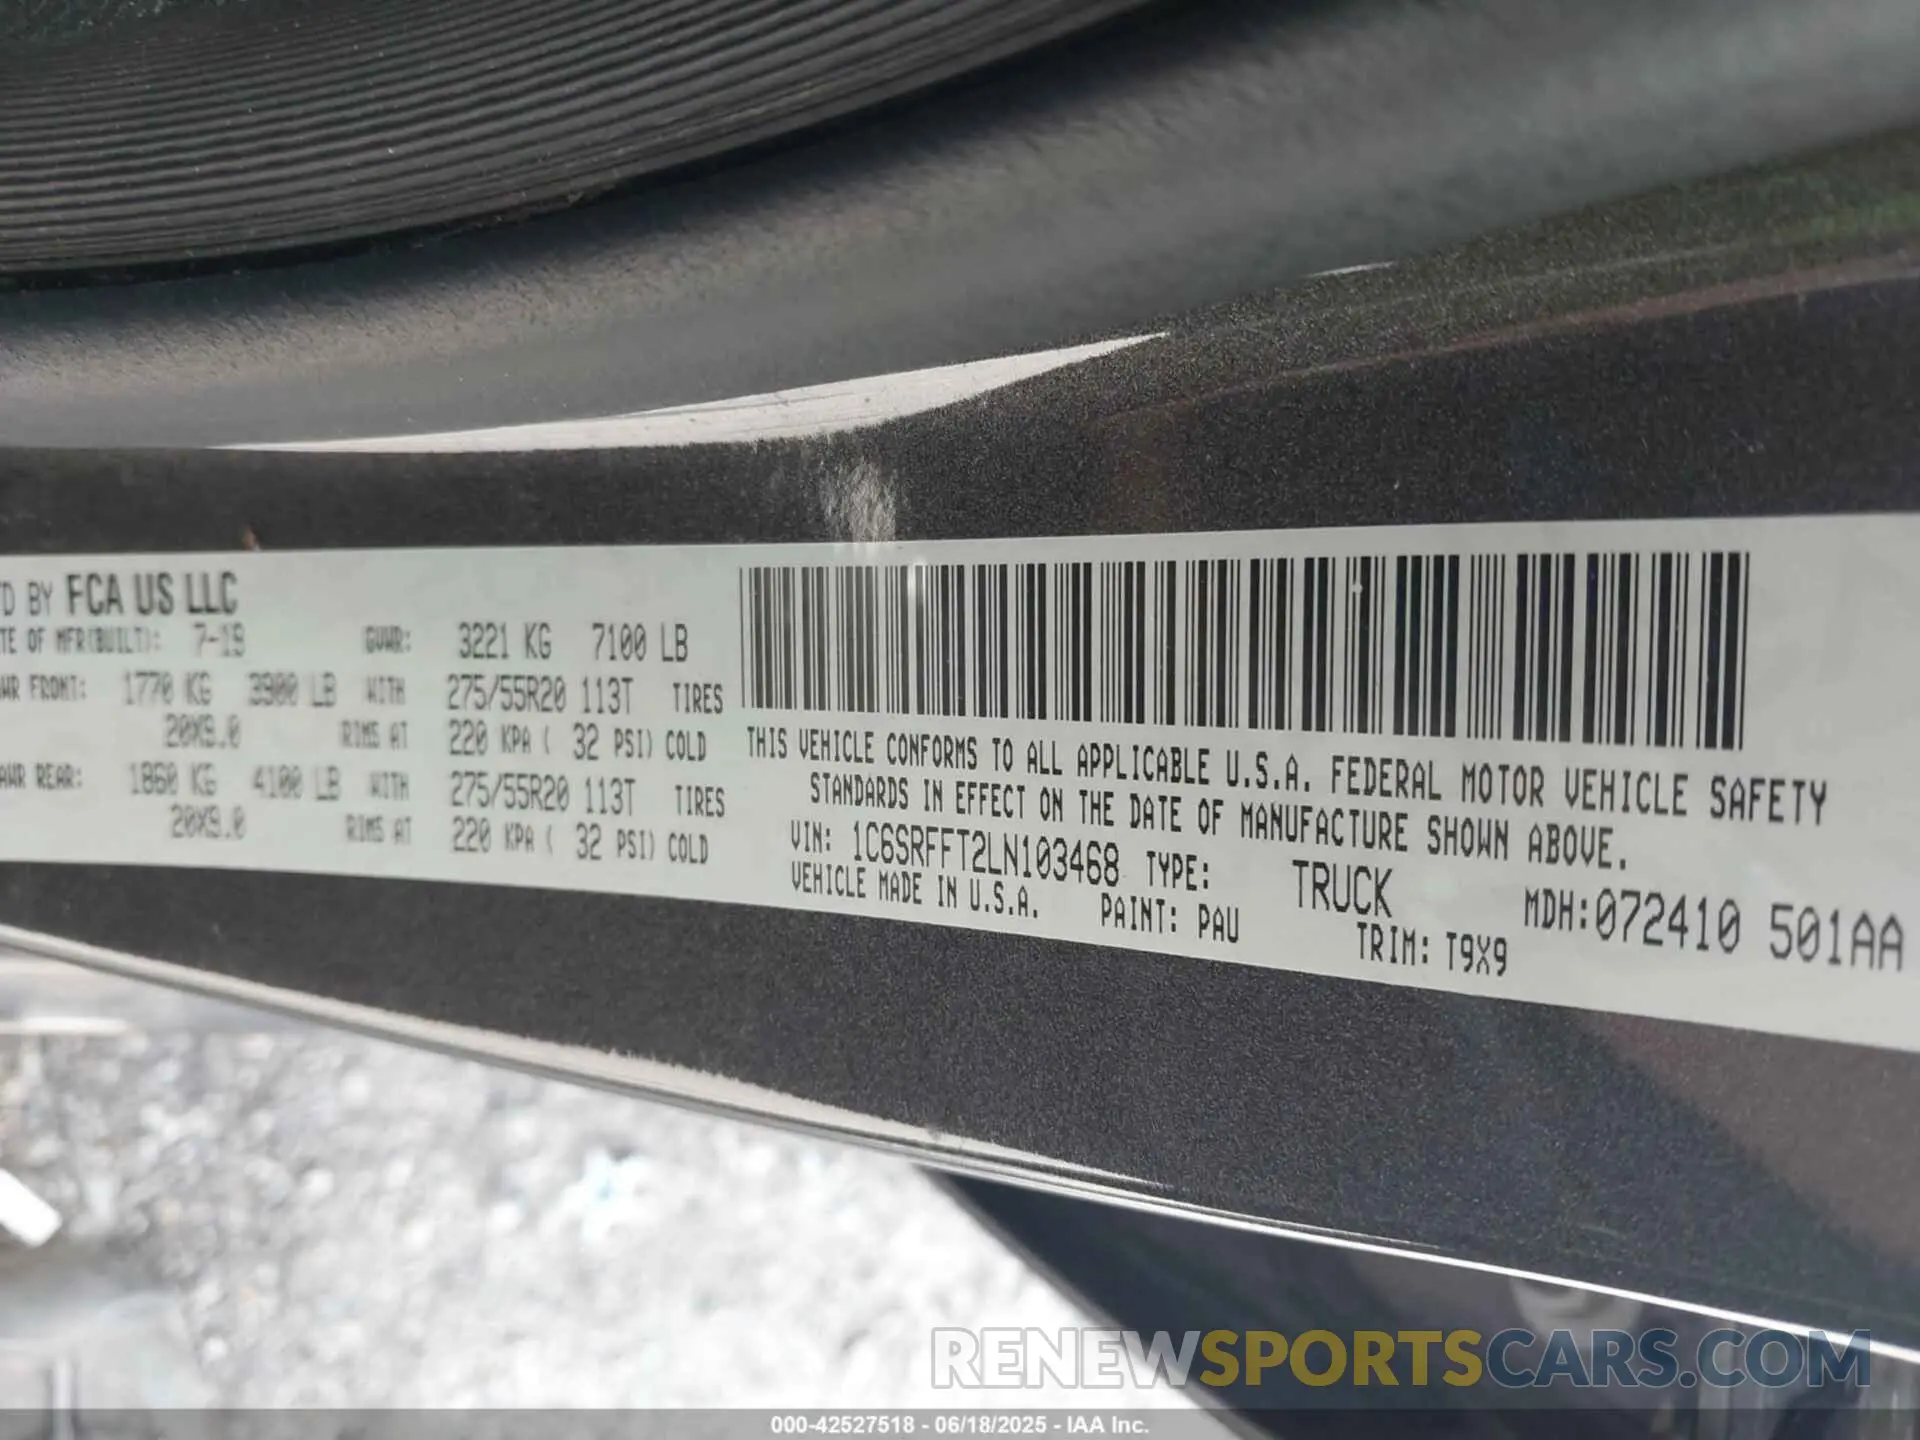 TD BY FCA US LLC
TE OF MFR(BUILT): 7-19 GVWR: 3221 KG 7100 LB
AWR FRONT: 1770 KG 3900 LB WITH 275/55R20 113T TIRES
20X9.0 RIMS AT 220 KPA ( 32 PSI) COLD
AWR REAR: 1860 KG 4100 LB WITH 275/55R20 113T TIRES
20X9.0 RIMS AT 220 KPA ( 32 PSI) COLD
THIS VEHICLE CONFORMS TO ALL APPLICABLE U.S.A. FEDERAL MOTOR VEHICLE SAFETY
STANDARDS IN EFFECT ON THE DATE OF MANUFACTURE SHOWN ABOVE.
VIN: 1C6SRFFT2LN103468 TYPE: TRUCK MDH:072410 501AA
VEHICLE MADE IN U.S.A. PAINT: PAU TRIM: T9X9
RENEWSPORTSCARS.COM
000-42527518 - 06/18/2025 - IAA Inc.